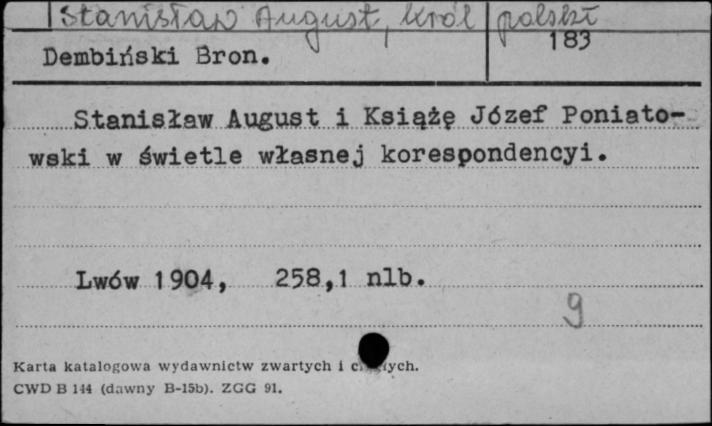 Stanisław August, król polski
Dembiński Bron.
183
Stanisław August i Książę Józef Poniato-
wski w świetle własnej korespondencyi.
Lwów 1904, 258,1 nlb.
9
Karta katalogowa wydawnictw zwartych i
CWD B 144 (dawny B-15b). ZGG 91.